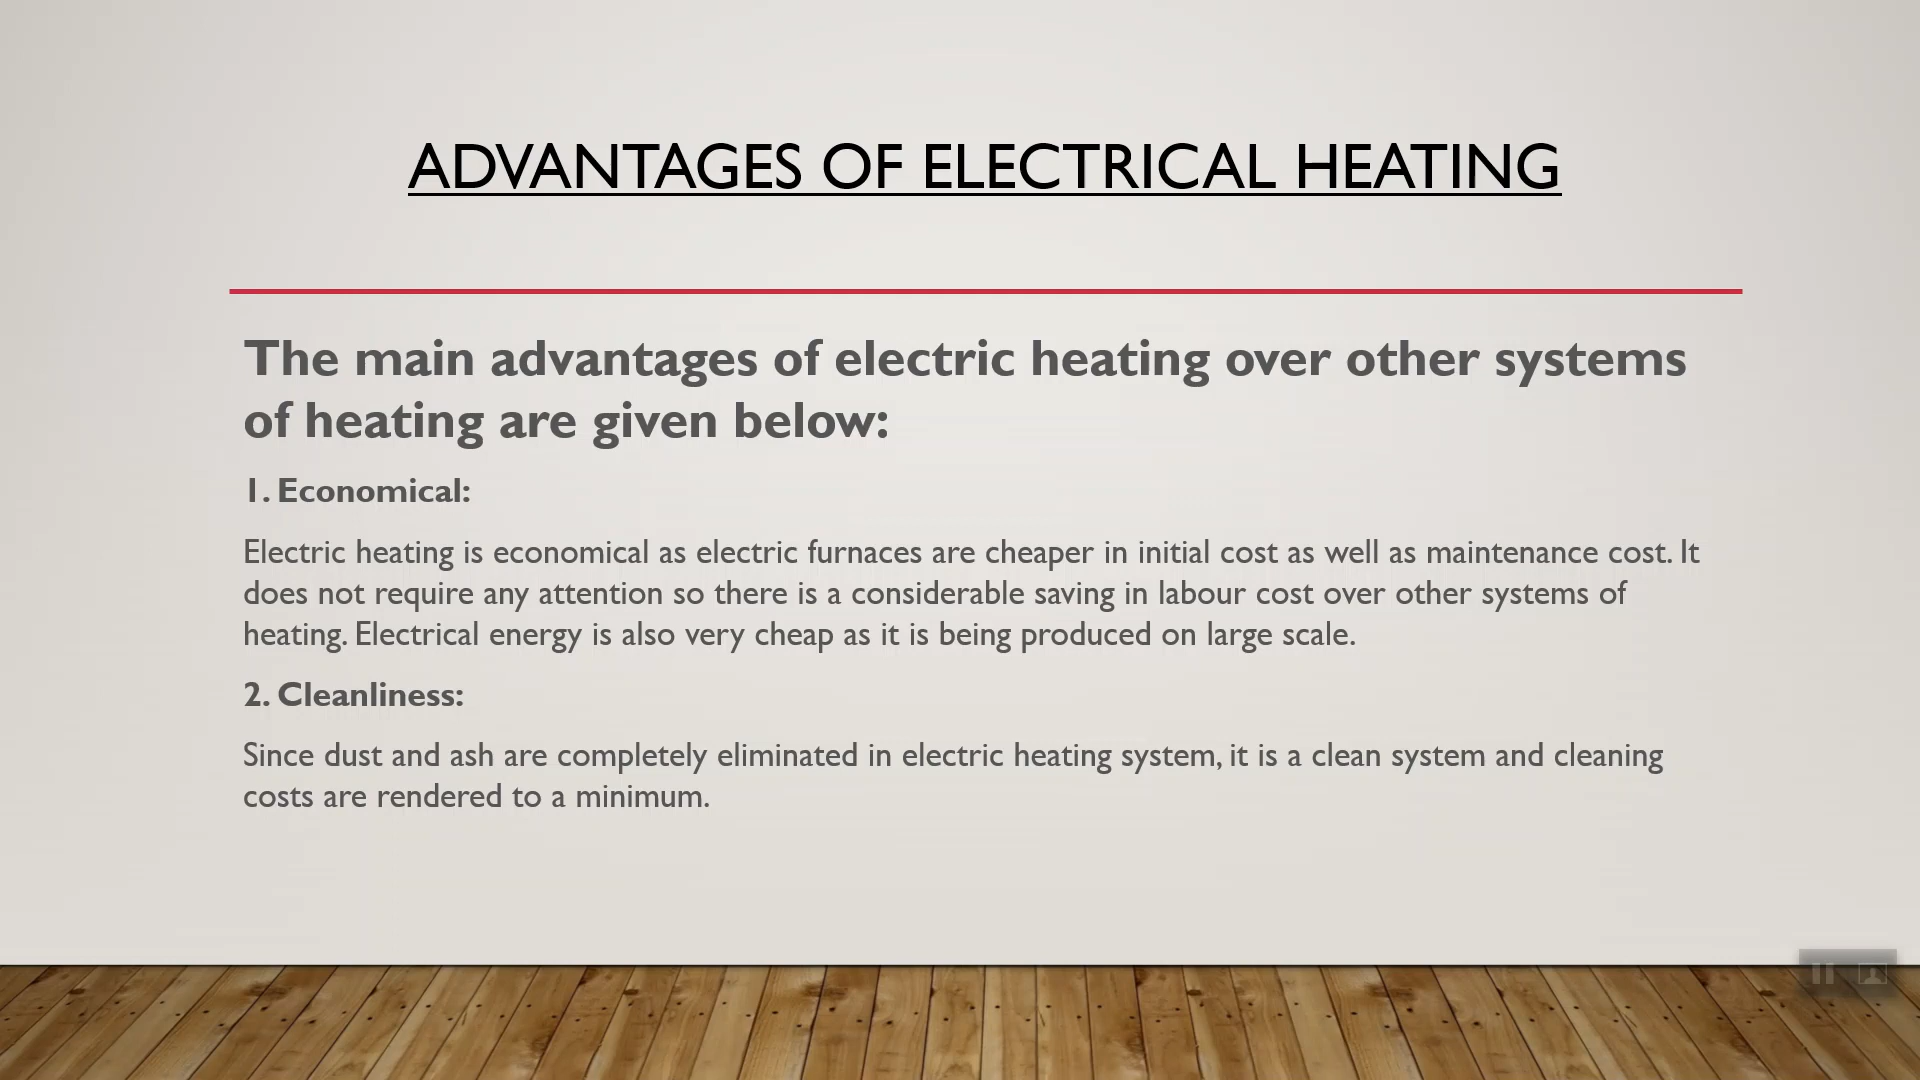 ADVANTAGES OF ELECTRICAL HEATING
The main advantages of electric heating over other systems
of heating are given below:
1. Economical:
Electric heating is economical as electric furnaces are cheaper in initial cost as well as maintenance cost. It
does not require any attention so there is a considerable saving in labour cost over other systems of
heating. Electrical energy is also very cheap as it is being produced on large scale.
2. Cleanliness:
Since dust and ash are completely eliminated in electric heating system, it is a clean system and cleaning
costs are rendered to a minimum.